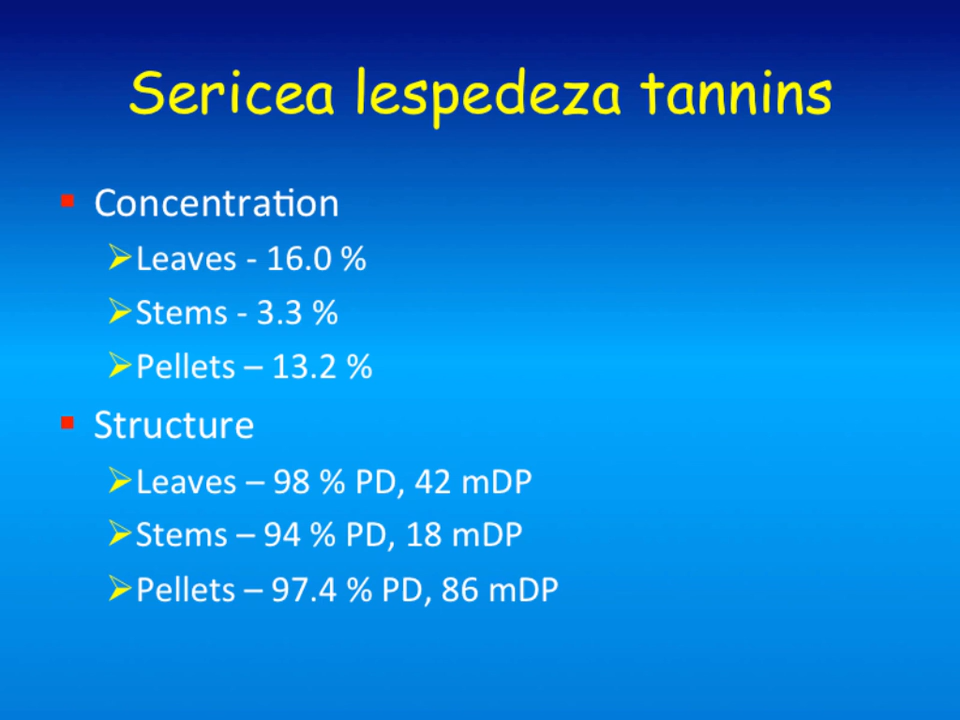 Sericea lespedeza tannins
Concentration
Leaves - 16.0 %
Stems - 3.3 %
Pellets – 13.2 %
Structure
Leaves – 98 % PD, 42 mDP
Stems – 94 % PD, 18 mDP
Pellets – 97.4 % PD, 86 mDP